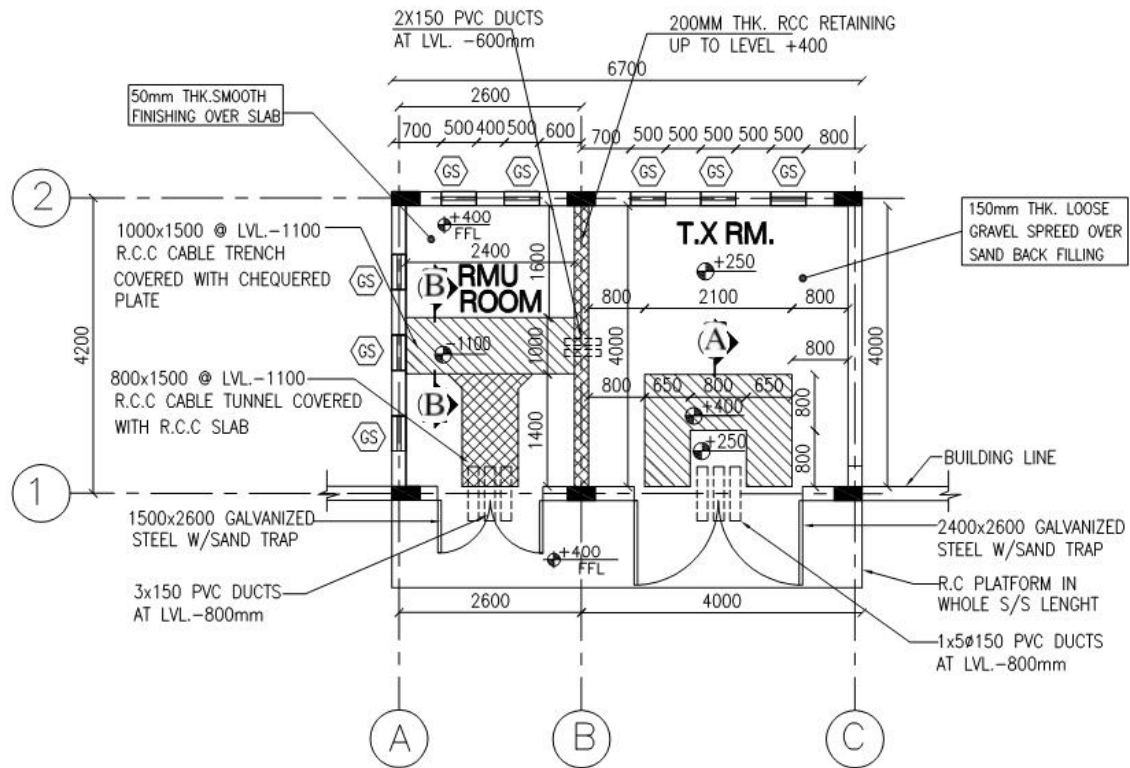 2X150 PVC DUCTS
AT LVL. -600mm
200MM THK. RCC RETAINING
UP TO LEVEL +400
6700
50mm THK.SMOOTH
FINISHING OVER SLAB
2600
700 500 400 500 600 700 500 500 500 500 800
GS GS GS GS GS
2
+400
FFL
T.X RM.
+250
150mm THK. LOOSE
GRAVEL SPREED OVER
SAND BACK FILLING
1000x1500 @ LVL.-1100
R.C.C CABLE TRENCH
COVERED WITH CHEQUERED
PLATE
GS
2400
1600
B
RMU
ROOM
800 2100 800
4200
GS
-1100
1000
4000
A
800
4000
800x1500 @ LVL.-1100
R.C.C CABLE TUNNEL COVERED
WITH R.C.C SLAB
B
800 650 800 650
+400
800
GS
1400
+250
800
BUILDING LINE
1
1500x2600 GALVANIZED
STEEL W/SAND TRAP
2400x2600 GALVANIZED
STEEL W/SAND TRAP
+400
FFL
3x150 PVC DUCTS
AT LVL.-800mm
R.C PLATFORM IN
WHOLE S/S LENGHT
2600
4000
1x5ø150 PVC DUCTS
AT LVL.-800mm
A
B
C